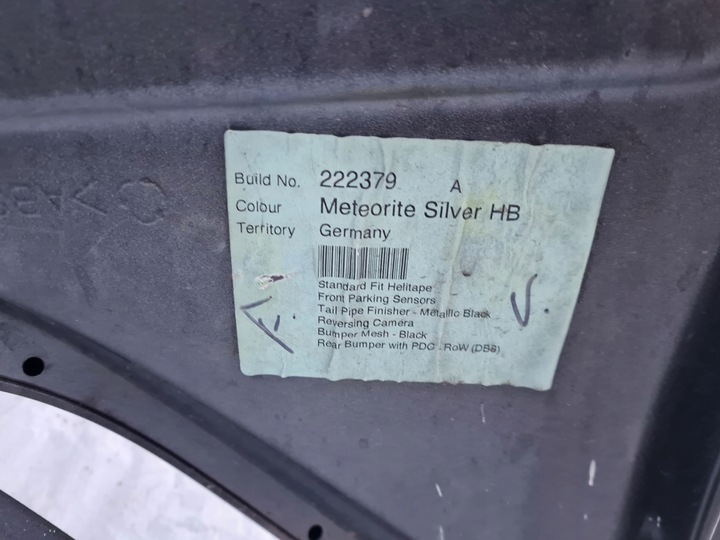 Build No. 222379 A
Colour Meteorite Silver HB
Territory Germany
Standard Fit Helitape
Front Parking Sensors
Tail Pipe Finisher - Metallic Black
Reversing Camera
Bumper Mesh - Black
Rear Bumper with PDC - RoW (DBS)